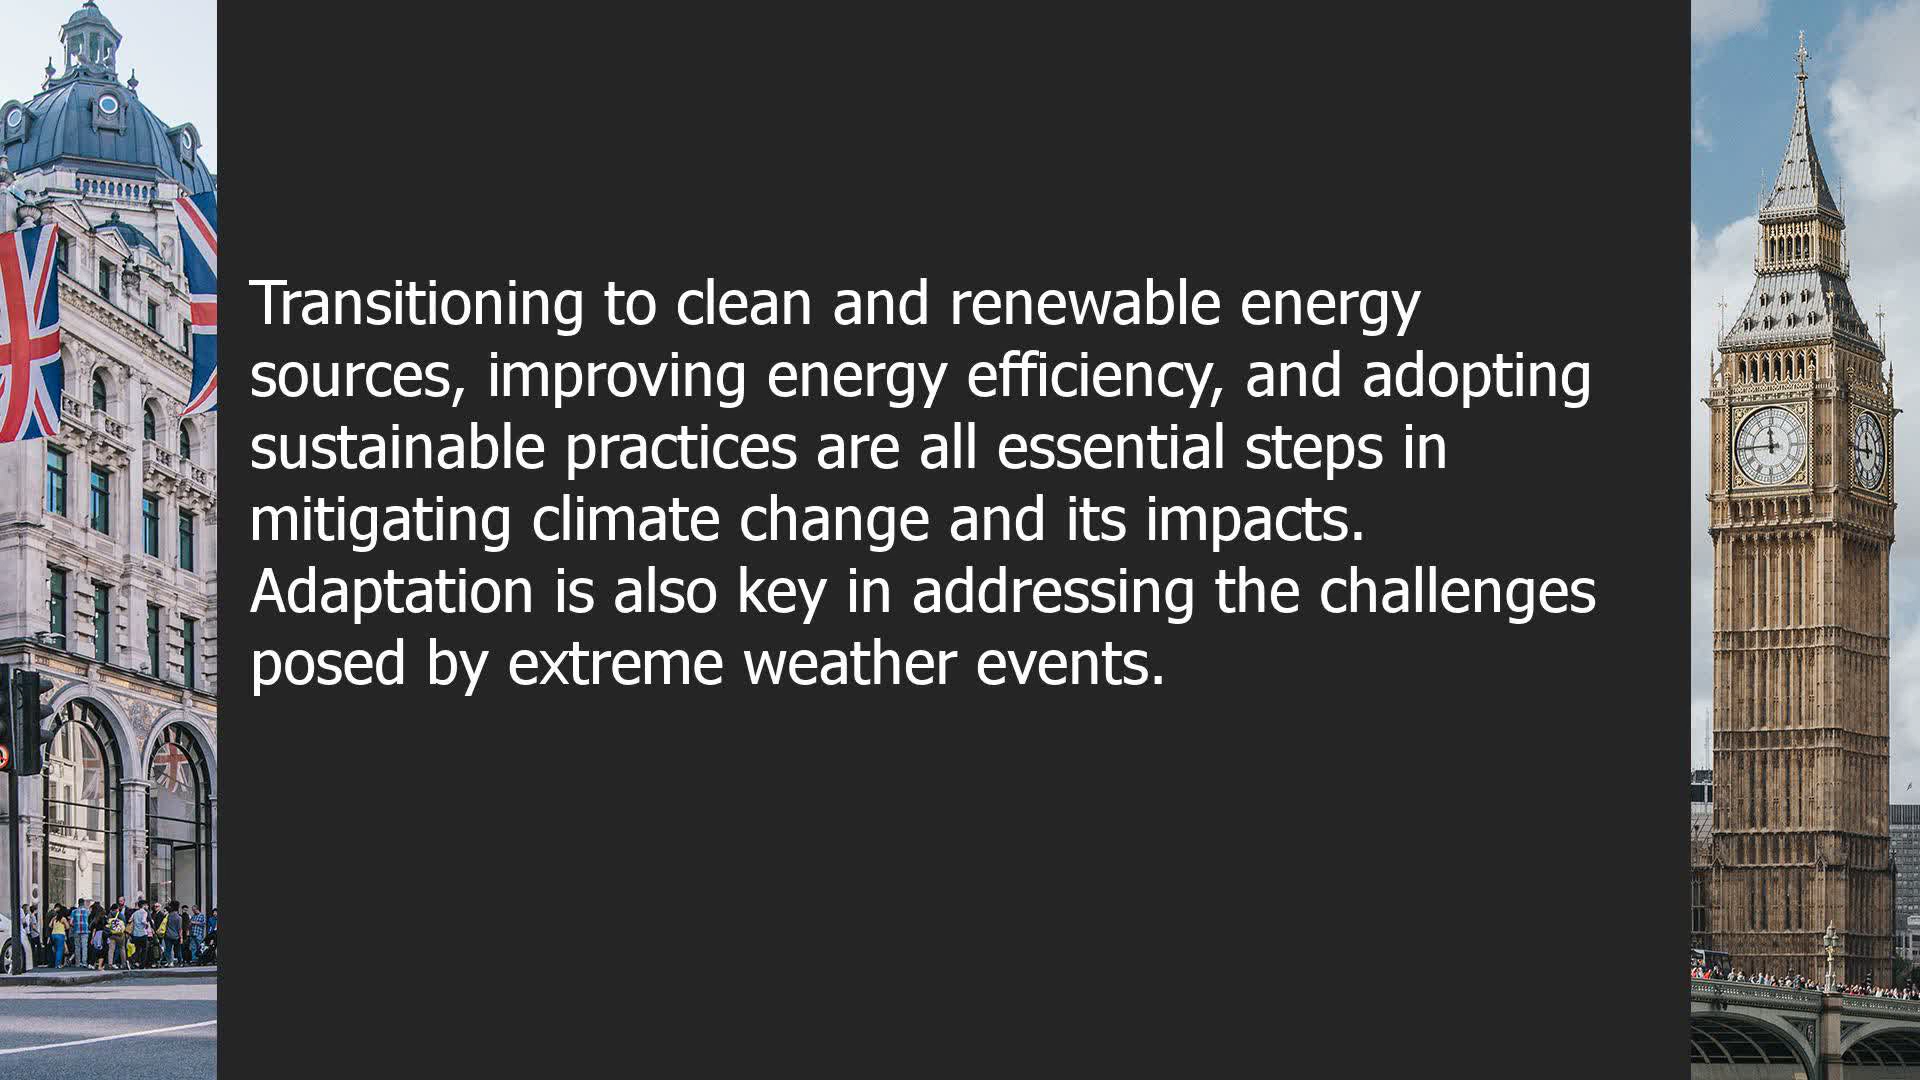 Transitioning to clean and renewable energy
sources, improving energy efficiency, and adopting
sustainable practices are all essential steps in
mitigating climate change and its impacts.
Adaptation is also key in addressing the challenges
posed by extreme weather events.